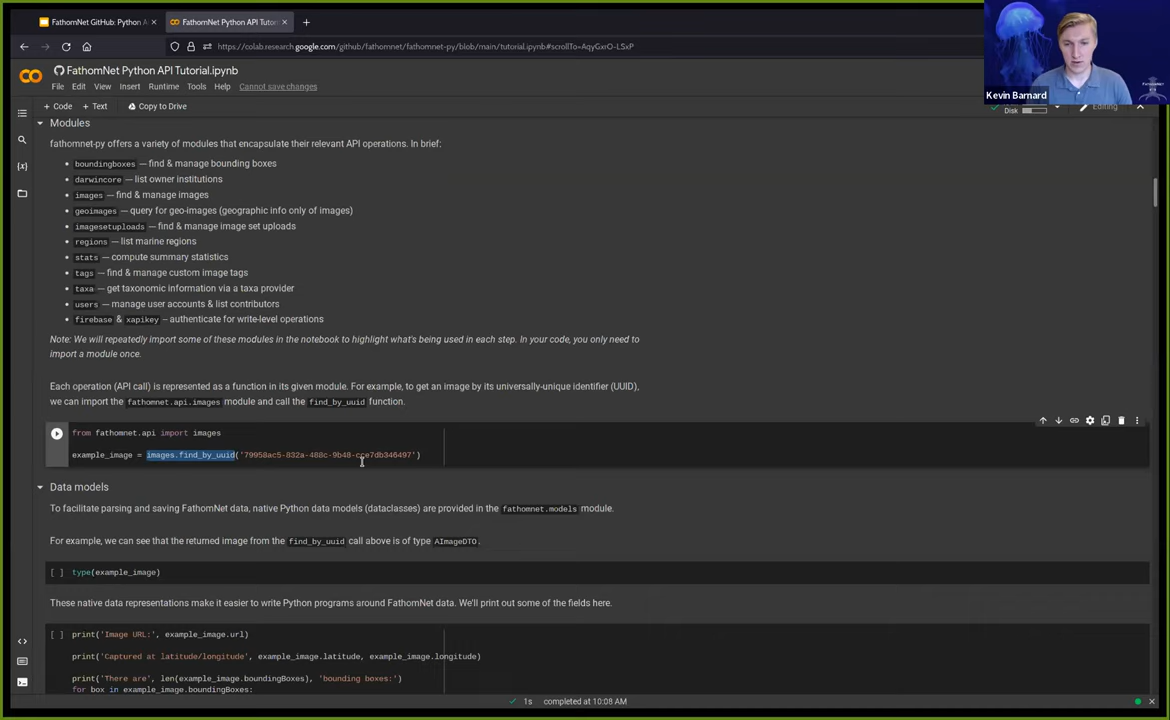 FathomNet GitHub: Python A
FathomNet Python API Tutor
https://colab.research.google.com/github/fathomnet/fathomnet-py/blob/main/tutorial.ipynb#scrollTo=AqyGxrO-LSxP
FathomNet Python API Tutorial.ipynb
File Edit View Insert Runtime Tools Help Cannot save changes
+ Code + Text Copy to Drive
Disk
Editing
Kevin Barnard
Modules
fathomnet-py offers a variety of modules that encapsulate their relevant API operations. In brief:
• boundingboxes — find & manage bounding boxes
• darwincore — list owner institutions
• images — find & manage images
• geoimages — query for geo-images (geographic info only of images)
• imagesetuploads — find & manage image set uploads
• regions — list marine regions
• stats — compute summary statistics
• tags — find & manage custom image tags
• taxa — get taxonomic information via a taxa provider
• users — manage user accounts & list contributors
• firebase & xapikey – authenticate for write-level operations
Note: We will repeatedly import some of these modules in the notebook to highlight what's being used in each step. In your code, you only need to
import a module once.
Each operation (API call) is represented as a function in its given module. For example, to get an image by its universally-unique identifier (UUID),
we can import the fathomnet.api.images module and call the find_by_uuid function.
from fathomnet.api import images
example_image = images.find_by_uuid('79958ac5-832a-488c-9b48-cce7db346497')
Data models
To facilitate parsing and saving FathomNet data, native Python data models (dataclasses) are provided in the fathomnet.models module.
For example, we can see that the returned image from the find_by_uuid call above is of type AImageDTO.
[ ] type(example_image)
These native data representations make it easier to write Python programs around FathomNet data. We'll print out some of the fields here.
[ ] print('Image URL:', example_image.url)
print('Captured at latitude/longitude', example_image.latitude, example_image.longitude)
print('There are', len(example_image.boundingBoxes), 'bounding boxes:')
for box in example_image.boundingBoxes:
1s completed at 10:08 AM